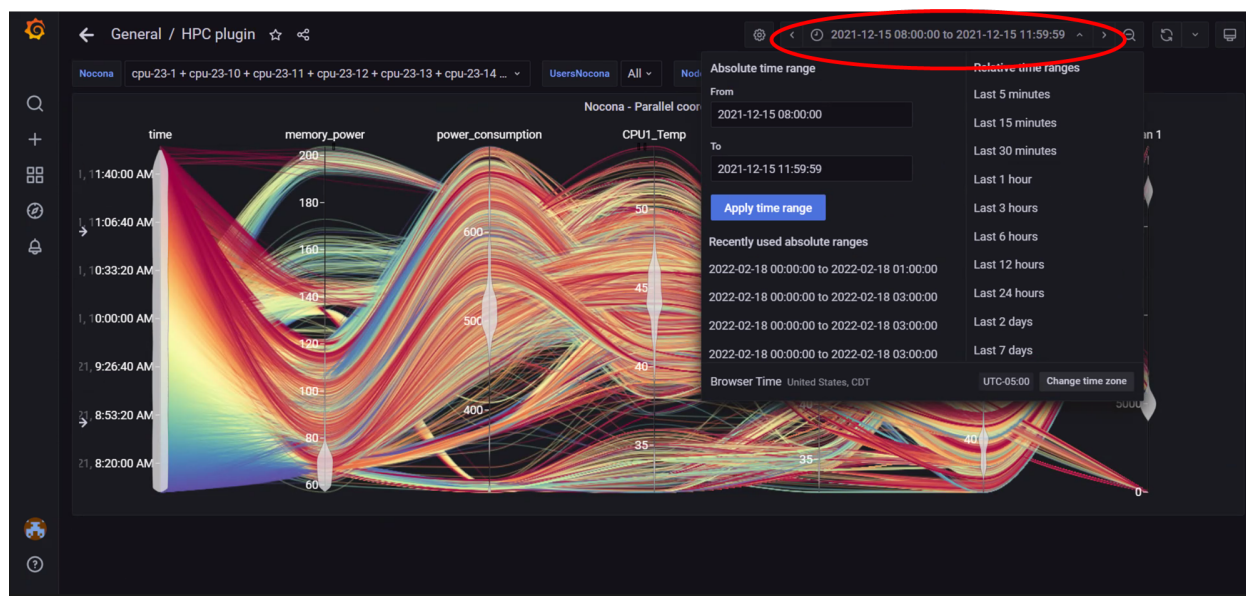 General / HPC plugin
2021-12-15 08:00:00 to 2021-12-15 11:59:59
Nocona cpu-23-1 + cpu-23-10 + cpu-23-11 + cpu-23-12 + cpu-23-13 + cpu-23-14 ... UsersNocona All
Nocona - Parallel
time memory_power power_consumption CPU1_Temp
11:40:00 AM
11:06:40 AM
10:33:20 AM
10:00:00 AM
21, 9:26:40 AM
21, 8:53:20 AM
21, 8:20:00 AM
200
180
160
140
120
100
80
60
600
500
400
50
45
40
35
35
40
5000
0
Absolute time range
From
2021-12-15 08:00:00
To
2021-12-15 11:59:59
Apply time range
Recently used absolute ranges
2022-02-18 00:00:00 to 2022-02-18 01:00:00
2022-02-18 00:00:00 to 2022-02-18 03:00:00
2022-02-18 00:00:00 to 2022-02-18 03:00:00
2022-02-18 00:00:00 to 2022-02-18 03:00:00
Relative time ranges
Last 5 minutes
Last 15 minutes
Last 30 minutes
Last 1 hour
Last 3 hours
Last 6 hours
Last 12 hours
Last 24 hours
Last 2 days
Last 7 days
Browser Time United States, CDT UTC-05:00 Change time zone